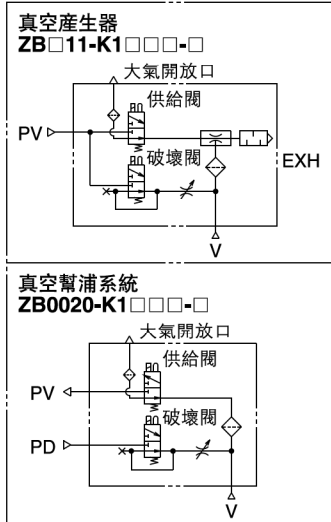 真空產生器
ZB□11-K1□□□-□
大氣開放口
供給閥
PV
破壞閥
EXH
V
真空幫浦系統
ZB0020-K1□□□-□
大氣開放口
供給閥
PV
破壞閥
PD
V